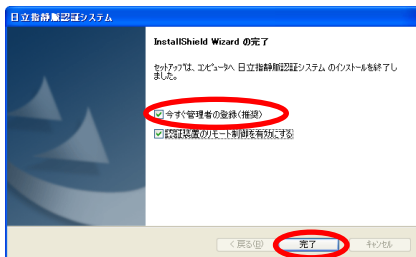 日立指静脈認証システム
InstallShield Wizard の完了
セットアップは、コンピュータへ 日立指静脈認証システム のインストールを終了し
ました。
今すぐ管理者の登録(推奨)
認証装置のリモート制御を有効にする
< 戻る(B)
完了
キャンセル